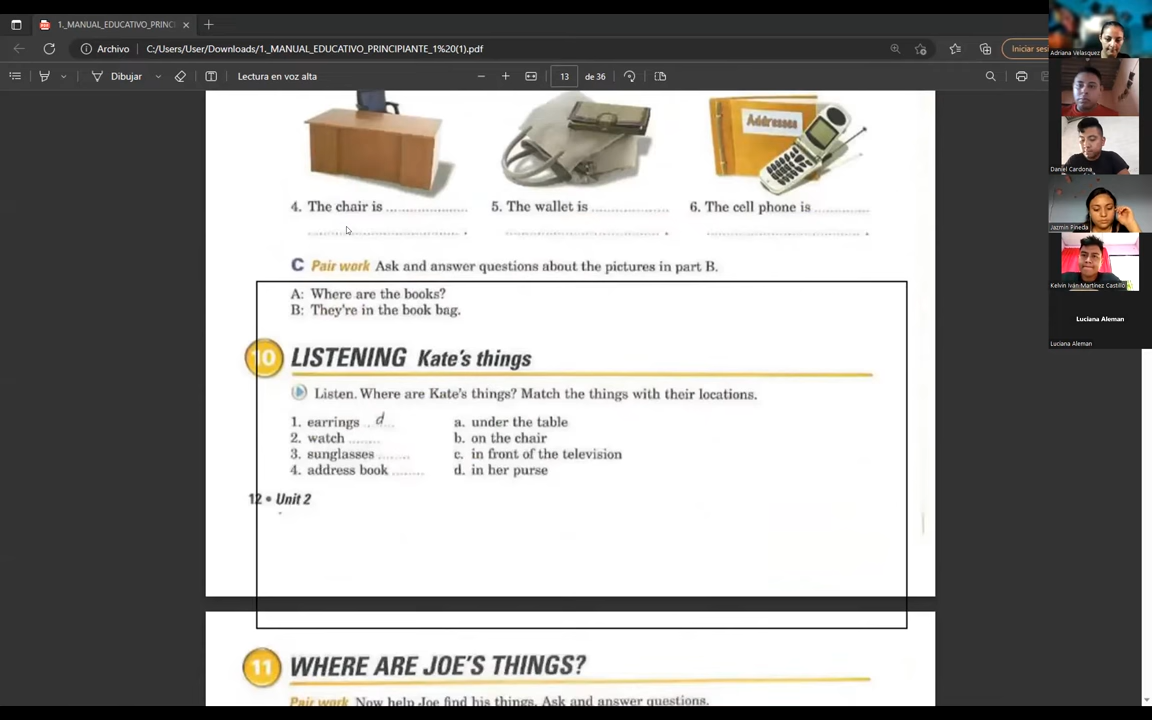 1._MANUAL_EDUCATIVO_PRINCI
Archivo
C:/Users/User/Downloads/1._MANUAL_EDUCATIVO_PRINCIPIANTE_1%20(1).pdf
Iniciar ses
Dibujar
Lectura en voz alta
13
de 36
Addresses
4. The chair is
5. The wallet is
6. The cell phone is
C Pair work Ask and answer questions about the pictures in part B.
A: Where are the books?
B: They're in the book bag.
10 LISTENING Kate's things
Listen. Where are Kate's things? Match the things with their locations.
1. earrings d a. under the table
2. watch b. on the chair
3. sunglasses c. in front of the television
4. address book d. in her purse
12 • Unit 2
11 WHERE ARE JOE'S THINGS?
Pair work Now help Joe find his things. Ask and answer questions.
Adriana Velasquez
Daniel Cardona
Jazmin Pineda
Kelvin Iván Martinez Castillo
Luciana Aleman
Luciana Aleman